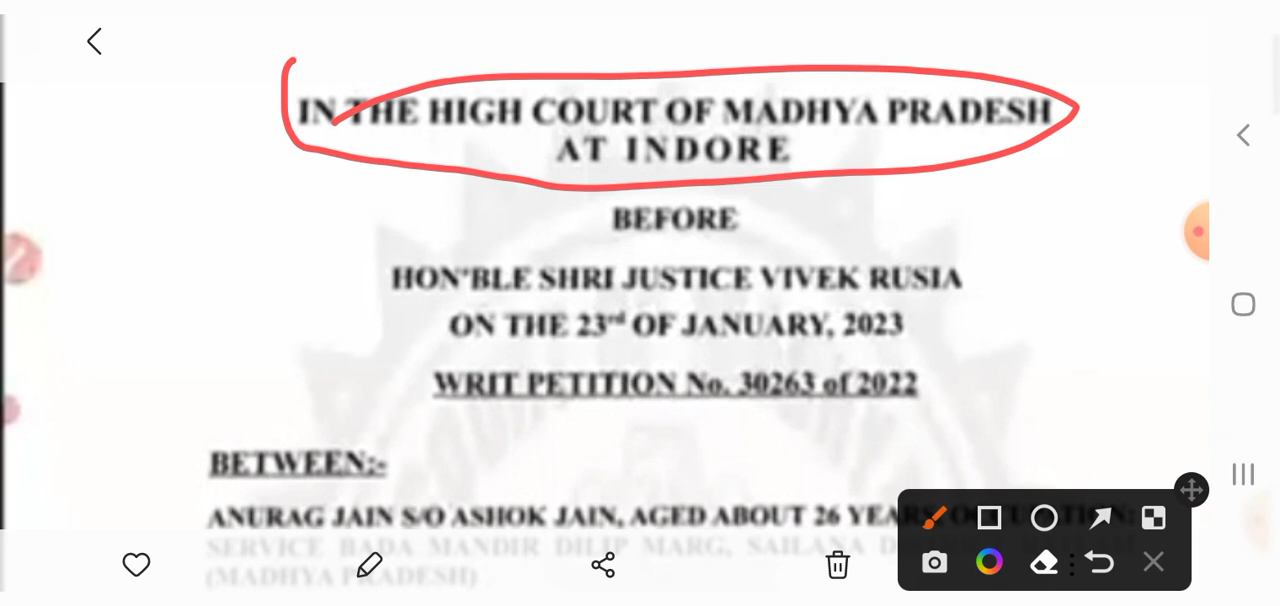 IN THE HIGH COURT OF MADHYA PRADESH
AT INDORE
BEFORE
HON'BLE SHRI JUSTICE VIVEK RUSIA
ON THE 23rd OF JANUARY, 2023
WRIT PETITION No. 30263 of 2022
BETWEEN:-
ANURAG JAIN S/O ASHOK JAIN, AGED ABOUT 26 YEARS
SERVICE BADA MANDIR DILIP MARG, SAILANA
(MADHYA PRADESH)